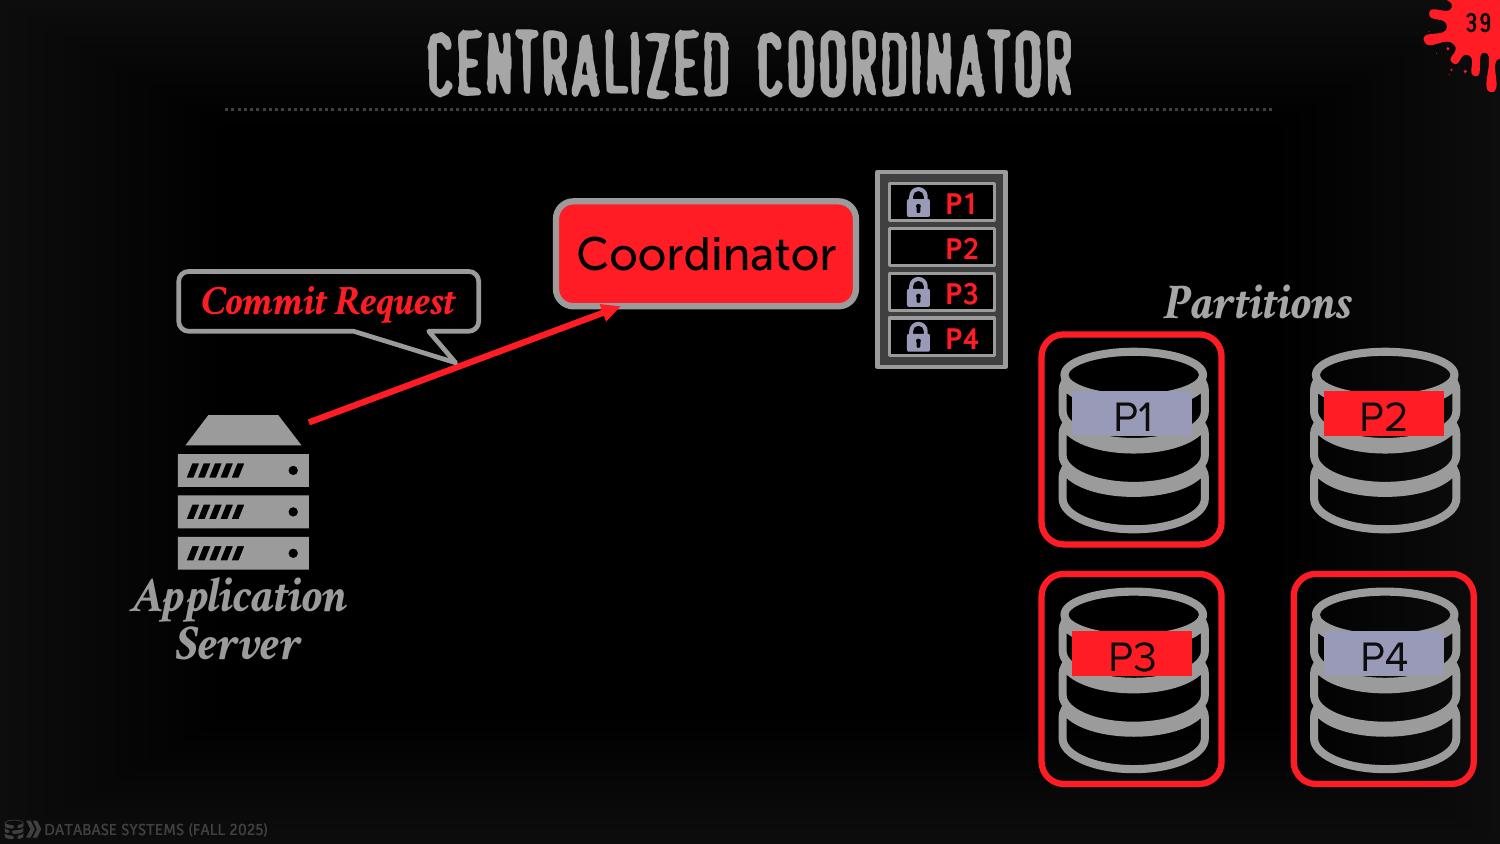 39
CENTRALIZED COORDINATOR
P1
P2
P3
P4
Coordinator
Commit Request
Partitions
P1
P2
P3
P4
Application
Server
DATABASE SYSTEMS (FALL 2025)